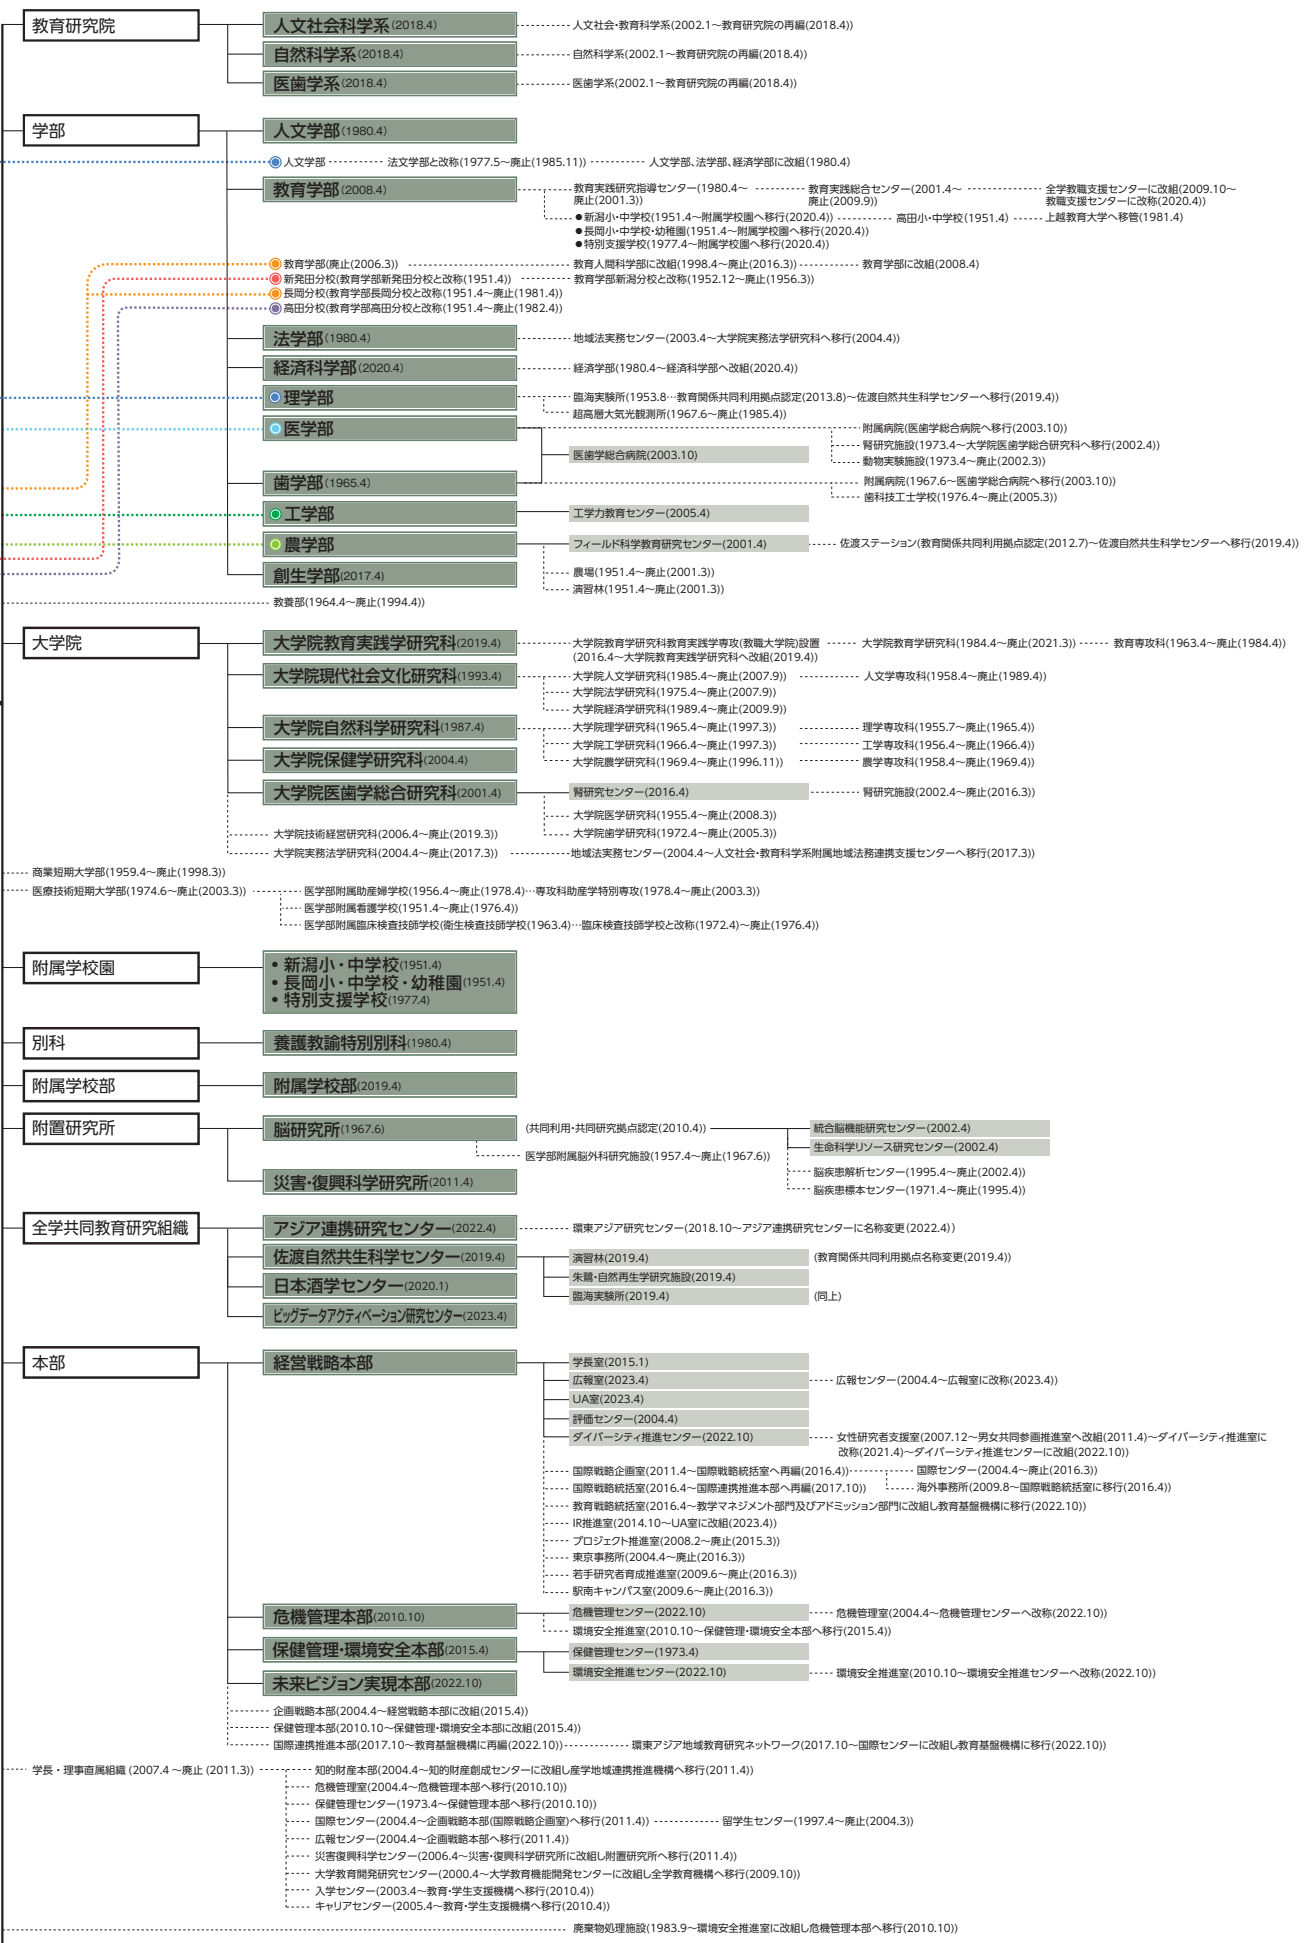 教育研究院
人文社会科学系(2018.4)
人文社会・教育科学系(2002.1～教育研究院の再編(2018.4))
自然科学系(2018.4)
自然科学系(2002.1～教育研究院の再編(2018.4))
医歯学系(2018.4)
医歯学系(2002.1～教育研究院の再編(2018.4))
学部
人文学部(1980.4)
人文学部 法文学部と改称(1977.5～廃止(1985.11)) 人文学部、法学部、経済学部に改組(1980.4)
教育学部(2008.4)
教育実践研究指導センター(1980.4～
廃止(2001.3))
教育実践総合センター(2001.4～
廃止(2009.9))
全学教職支援センターに改組(2009.10～
教職支援センターに改称(2020.4))
●新潟小・中学校(1951.4～附属学校園へ移行(2020.4)) 高田小・中学校(1951.4) 上越教育大学へ移管(1981.4)
●長岡小・中学校・幼稚園(1951.4～附属学校園へ移行(2020.4))
●特別支援学校(1977.4～附属学校園へ移行(2020.4))
教育学部(廃止(2006.3)) 教育人間科学部に改組(1998.4～廃止(2016.3)) 教育学部に改組(2008.4)
新発田分校(教育学部新発田分校と改称(1951.4)) 教育学部新潟分校と改称(1952.12～廃止(1956.3))
長岡分校(教育学部長岡分校と改称(1951.4～廃止(1981.4))
高田分校(教育学部高田分校と改称(1951.4～廃止(1982.4))
法学部(1980.4)
地域法実務センター(2003.4～大学院実務法学研究科へ移行(2004.4))
経済科学部(2020.4)
経済学部(1980.4～経済科学部へ改組(2020.4))
理学部
臨海実験所(1953.8…教育関係共同利用拠点認定(2013.8)～佐渡自然共生科学センターへ移行(2019.4))
超高層大気光観測所(1967.6～廃止(1985.4))
医学部
附属病院(医歯学総合病院へ移行(2003.10))
腎研究施設(1973.4～大学院医歯学総合研究科へ移行(2002.4))
医歯学総合病院(2003.10)
動物実験施設(1973.4～廃止(2002.3))
歯学部(1965.4)
附属病院(1967.6～医歯学総合病院へ移行(2003.10))
歯科技工士学校(1976.4～廃止(2005.3))
工学部
工学力教育センター(2005.4)
農学部
フィールド科学教育研究センター(2001.4)
佐渡ステーション(教育関係共同利用拠点認定(2012.7)～佐渡自然共生科学センターへ移行(2019.4))
農場(1951.4～廃止(2001.3))
創生学部(2017.4)
演習林(1951.4～廃止(2001.3))
教養部(1964.4～廃止(1994.4))
大学院
大学院教育実践学研究科(2019.4)
大学院教育学研究科教育実践学専攻(教職大学院)設置
(2016.4～大学院教育実践学研究科へ改組(2019.4))
大学院教育学研究科(1984.4～廃止(2021.3)) 教育専攻科(1963.4～廃止(1984.4))
大学院現代社会文化研究科(1993.4)
大学院人文学研究科(1985.4～廃止(2007.9)) 人文学専攻科(1958.4～廃止(1989.4))
大学院法学研究科(1975.4～廃止(2007.9))
大学院経済学研究科(1989.4～廃止(2009.9))
大学院自然科学研究科(1987.4)
大学院理学研究科(1965.4～廃止(1997.3)) 理学専攻科(1955.7～廃止(1965.4))
大学院工学研究科(1966.4～廃止(1997.3)) 工学専攻科(1956.4～廃止(1966.4))
大学院保健学研究科(2004.4)
大学院農学研究科(1969.4～廃止(1996.11)) 農学専攻科(1958.4～廃止(1969.4))
大学院医歯学総合研究科(2001.4)
腎研究センター(2016.4) 腎研究施設(2002.4～廃止(2016.3))
大学院医学研究科(1955.4～廃止(2008.3))
大学院歯学研究科(1972.4～廃止(2005.3))
大学院技術経営研究科(2006.4～廃止(2019.3))
大学院実務法学研究科(2004.4～廃止(2017.3)) 地域法実務センター(2004.4～人文社会・教育科学系附属地域法務連携支援センターへ移行(2017.3))
商業短期大学部(1959.4～廃止(1998.3))
医療技術短期大学部(1974.6～廃止(2003.3)) 医学部附属助産婦学校(1956.4～廃止(1978.4)…専攻科助産学特別専攻(1978.4～廃止(2003.3))
医学部附属看護学校(1951.4～廃止(1976.4))
医学部附属臨床検査技師学校(衛生検査技師学校(1963.4)…臨床検査技師学校と改称(1972.4)～廃止(1976.4))
附属学校園
• 新潟小・中学校(1951.4)
• 長岡小・中学校・幼稚園(1951.4)
• 特別支援学校(1977.4)
別科
養護教諭特別別科(1980.4)
附属学校部
附属学校部(2019.4)
附置研究所
脳研究所(1967.6)
(共同利用・共同研究拠点認定(2010.4))
統合脳機能研究センター(2002.4)
生命科学リソース研究センター(2002.4)
医学部附属脳外科研究施設(1957.4～廃止(1967.6))
脳疾患解析センター(1995.4～廃止(2002.4))
脳疾患標本センター(1971.4～廃止(1995.4))
災害・復興科学研究所(2011.4)
全学共同教育研究組織
アジア連携研究センター(2022.4)
環東アジア研究センター(2018.10～アジア連携研究センターに名称変更(2022.4))
佐渡自然共生科学センター(2019.4)
演習林(2019.4)
(教育関係共同利用拠点名称変更(2019.4))
朱鷺・自然再生学研究施設(2019.4)
日本酒学センター(2020.1)
臨海実験所(2019.4)
(同上)
ビッグデータアクティベーション研究センター(2023.4)
本部
経営戦略本部
学長室(2015.1)
広報室(2023.4) 広報センター(2004.4～広報室に改称(2023.4))
UA室(2023.4)
評価センター(2004.4)
ダイバーシティ推進センター(2022.10)
女性研究者支援室(2007.12～男女共同参画推進室へ改組(2011.4)～ダイバーシティ推進室に
改称(2021.4)～ダイバーシティ推進センターに改組(2022.10))
国際戦略企画室(2011.4～国際戦略統括室へ再編(2016.4)) 国際センター(2004.4～廃止(2016.3))
国際戦略統括室(2016.4～国際連携推進本部へ再編(2017.10)) 海外事務所(2009.8～国際戦略統括室に移行(2016.4))
教育戦略統括室(2016.4～教学マネジメント部門及びアドミッション部門に改組し教育基盤機構に移行(2022.10))
IR推進室(2014.10～UA室に改組(2023.4))
プロジェクト推進室(2008.2～廃止(2015.3))
東京事務所(2004.4～廃止(2016.3))
若手研究者育成推進室(2009.6～廃止(2016.3))
駅南キャンパス室(2009.6～廃止(2016.3))
危機管理本部(2010.10)
危機管理センター(2022.10) 危機管理室(2004.4～危機管理センターへ改称(2022.10))
環境安全推進室(2010.10～保健管理・環境安全本部へ移行(2015.4))
保健管理・環境安全本部(2015.4)
保健管理センター(1973.4)
環境安全推進センター(2022.10) 環境安全推進室(2010.10～環境安全推進センターへ改称(2022.10))
未来ビジョン実現本部(2022.10)
企画戦略本部(2004.4～経営戦略本部に改組(2015.4))
保健管理本部(2010.10～保健管理・環境安全本部に改組(2015.4))
国際連携推進本部(2017.10～教育基盤機構に再編(2022.10)) 環東アジア地域教育研究ネットワーク(2017.10～国際センターに改組し教育基盤機構に移行(2022.10))
学長・理事直属組織 (2007.4 ～廃止 (2011.3)) 知的財産本部(2004.4～知的財産創成センターに改組し産学地域連携推進機構へ移行(2011.4))
危機管理室(2004.4～危機管理本部へ移行(2010.10))
保健管理センター(1973.4～保健管理本部へ移行(2010.10))
国際センター(2004.4～企画戦略本部(国際戦略企画室)へ移行(2011.4)) 留学生センター(1997.4～廃止(2004.3))
広報センター(2004.4～企画戦略本部へ移行(2011.4))
災害復興科学センター(2006.4～災害・復興科学研究所に改組し附置研究所へ移行(2011.4))
大学教育開発研究センター(2000.4～大学教育機能開発センターに改組し全学教育機構へ移行(2009.10))
入学センター(2003.4～教育・学生支援機構へ移行(2010.4))
キャリアセンター(2005.4～教育・学生支援機構へ移行(2010.4))
廃棄物処理施設(1983.9～環境安全推進室に改組し危機管理本部へ移行(2010.10))